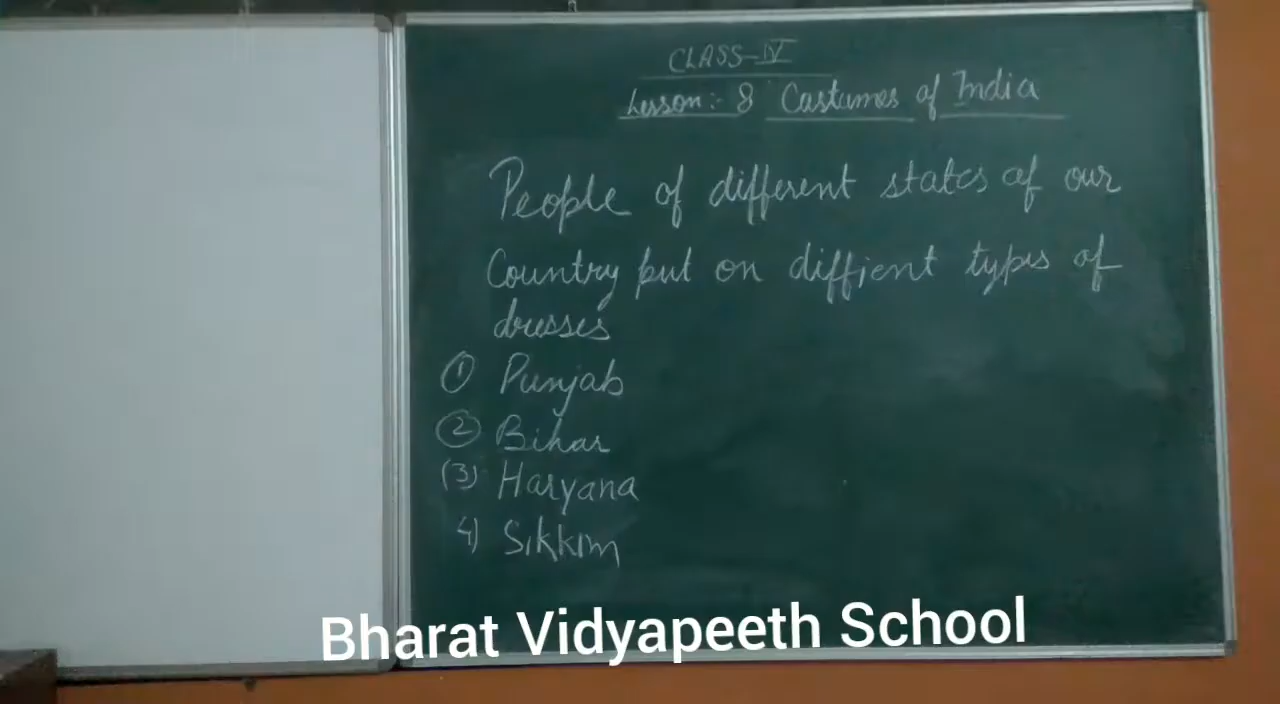 CLASS-IV
Lesson:- 8 Castumes of India
People of different states of our
Country put on diffient types of
dresses
① Punjab
② Bihar
(3) Haryana
4) Sikkim
Bharat Vidyapeeth School